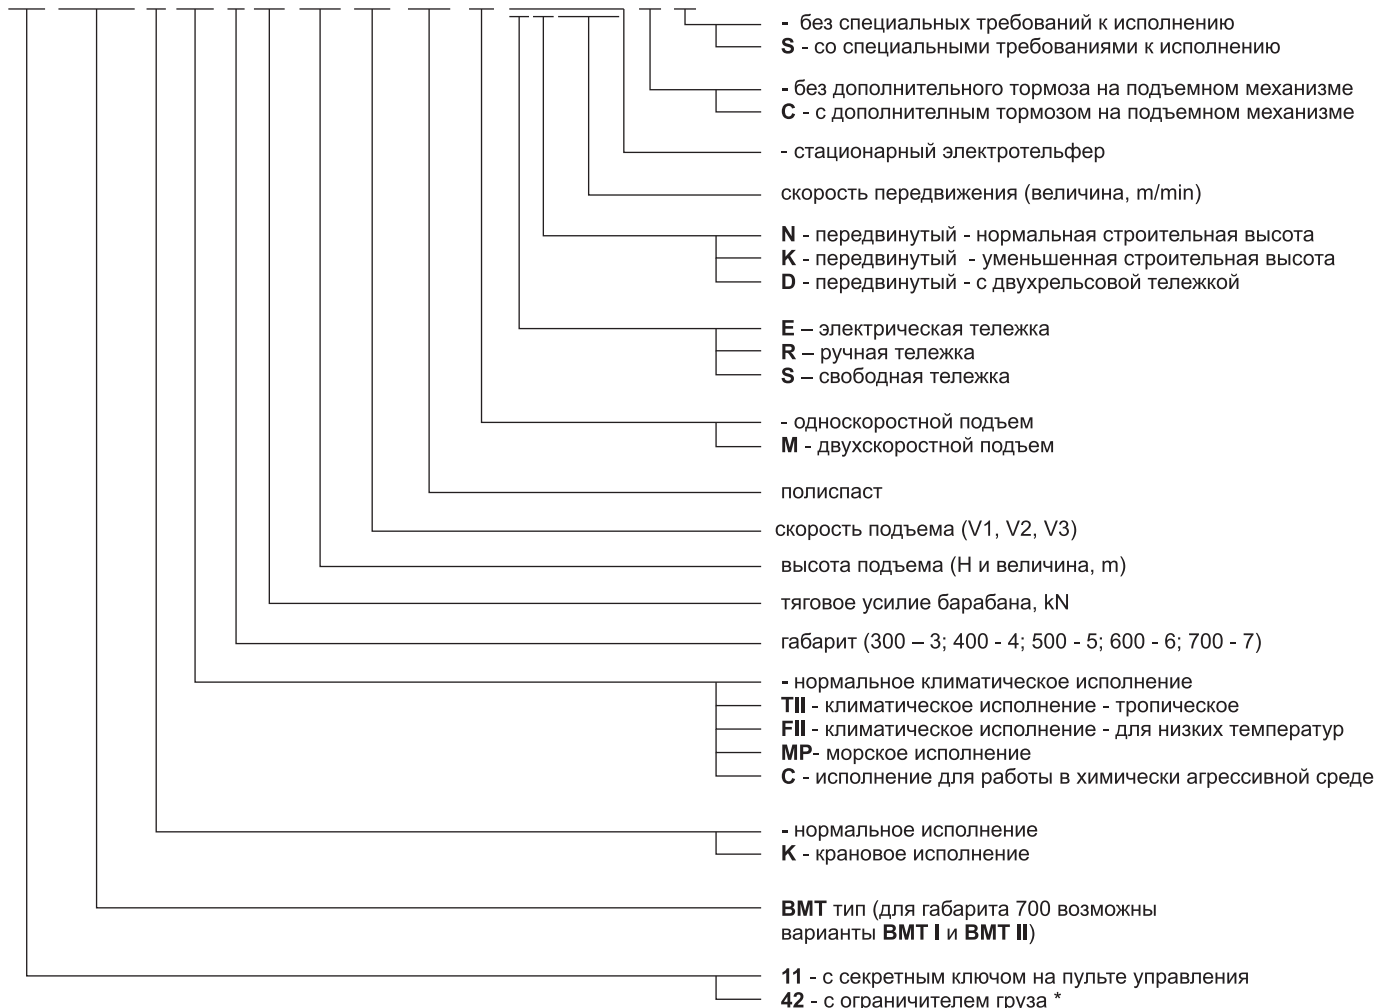 - без специальных требований к исполнению
S - со специальными требованиями к исполнению
- без дополнительного тормоза на подъемном механизме
C - с дополнителным тормозом на подъемном механизме
- стационарный электротельфер
скорость передвижения (величина, m/min)
N - передвинутый - нормальная строительная высота
K - передвинутый - уменьшенная строительная высота
D - передвинутый - с двухрельсовой тележкой
E – электрическая тележка
R – ручная тележка
S – свободная тележка
- односкоростной подъем
M - двухскоростной подъем
полиспаст
скорость подъема (V1, V2, V3)
высота подъема (H и величина, m)
тяговое усилие барабана, kN
габарит (300 – 3; 400 - 4; 500 - 5; 600 - 6; 700 - 7)
- нормальное климатическое исполнение
TII - климатическое исполнение - тропическое
FII - климатическое исполнение - для низких температур
MP- морское исполнение
C - исполнение для работы в химически агрессивной среде
- нормальное исполнение
K - крановое исполнение
BMT тип (для габарита 700 возможны
варианты BMT I и BMT II)
11 - с секретным ключом на пульте управления
42 - с ограничителем груза *